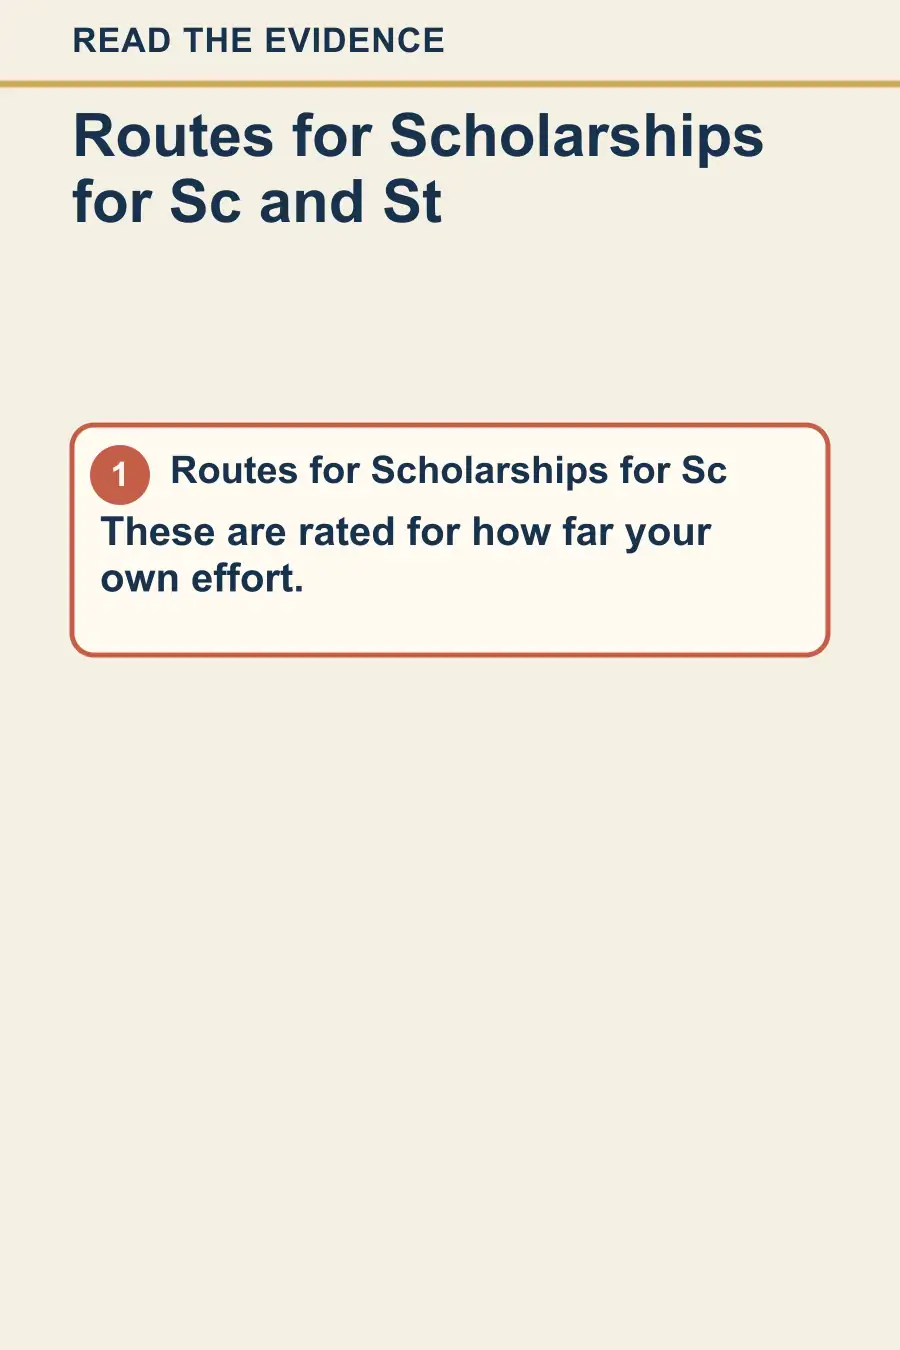 READ THE EVIDENCE
Routes for Scholarships
for Sc and St
1 Routes for Scholarships for Sc
These are rated for how far your
own effort.